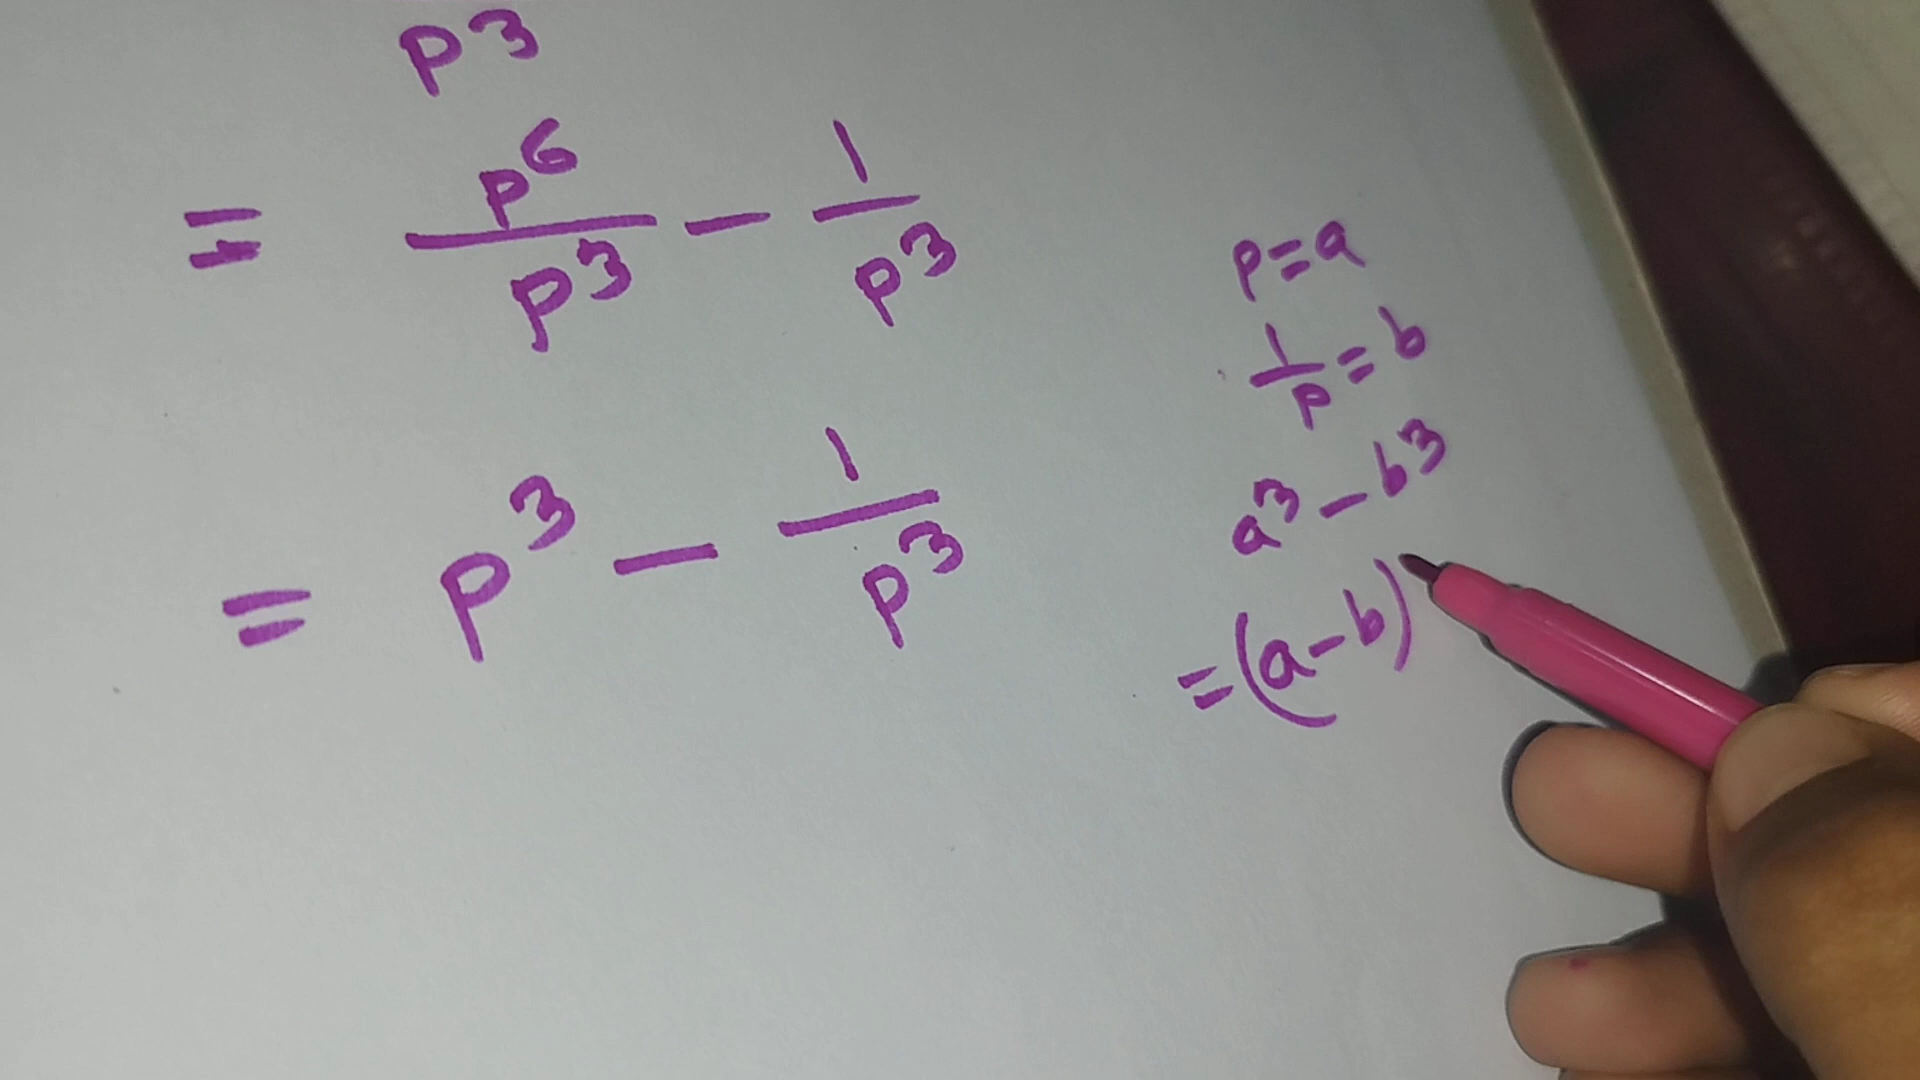 p³
= p⁶/p³ - 1/p³
= p³ - 1/p³
p=a
1/p=b
a³-b³
=(a-b)